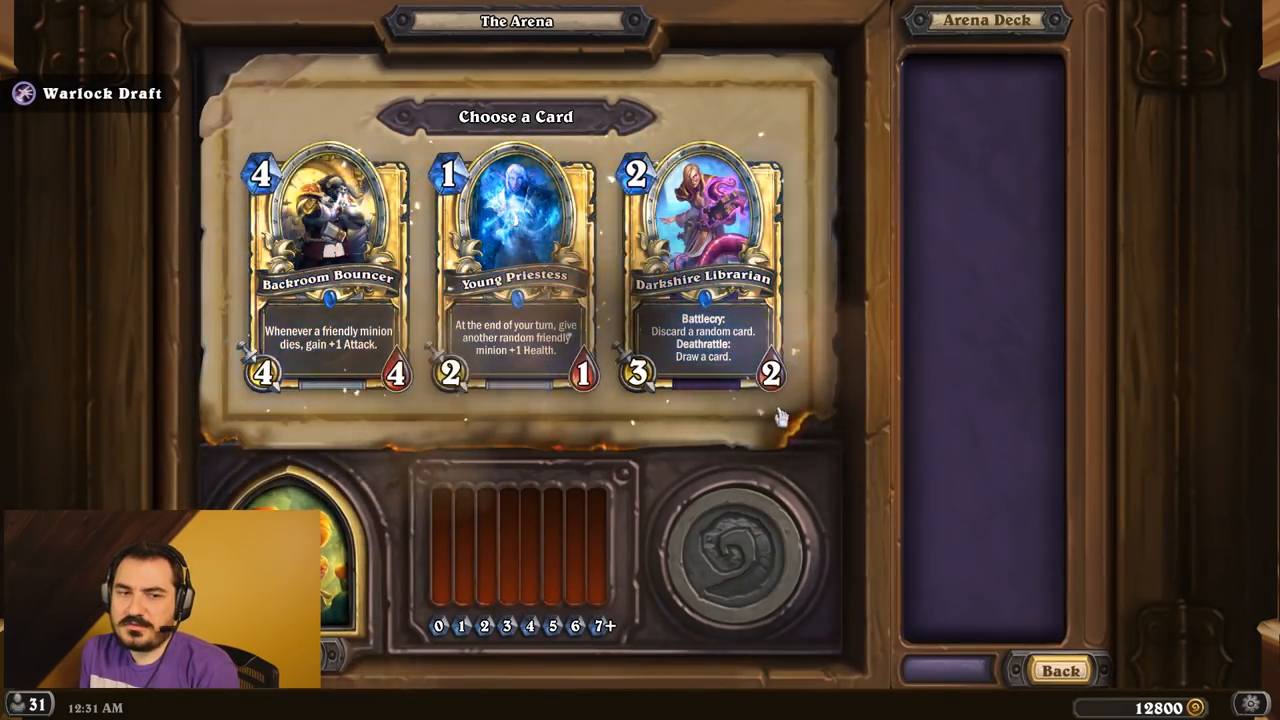 The Arena
Arena Deck
Warlock Draft
Choose a Card
4
Backroom Bouncer
Whenever a friendly minion
dies, gain +1 Attack.
4 4
1
Young Priestess
At the end of your turn, give
another random friendly
minion +1 Health.
2 1
2
Darkshire Librarian
Battlecry:
Discard a random card.
Deathrattle:
Draw a card.
3 2
0 1 2 3 4 5 6 7+
Back
31
12:31 AM
12800